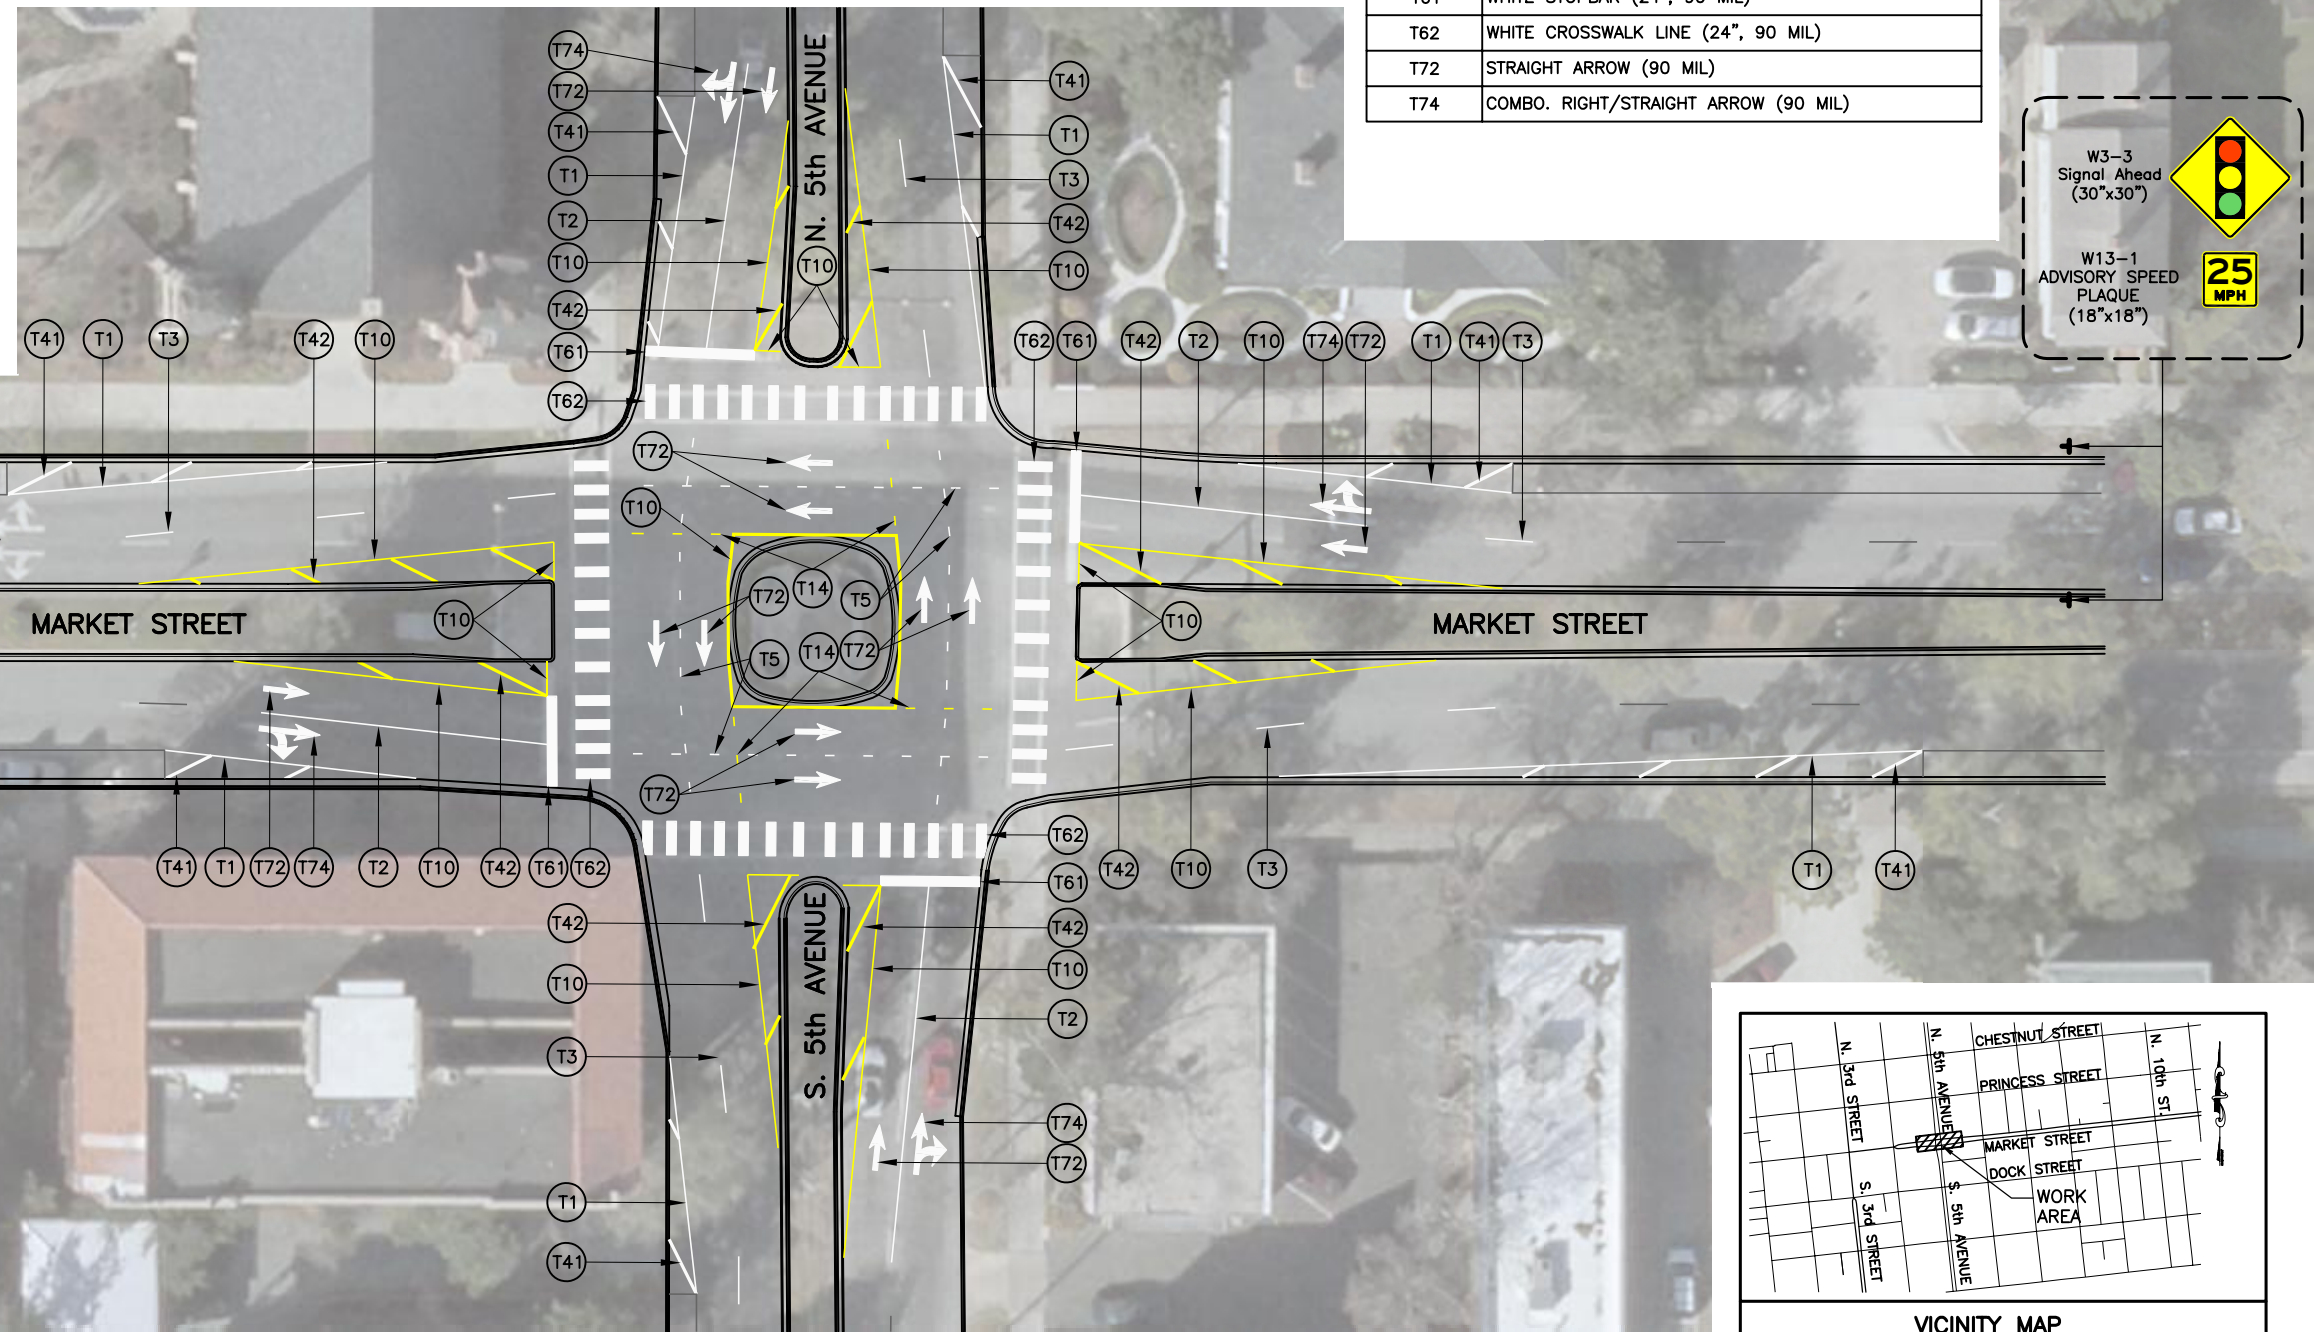 WHITE STOPBAR (24", 90 MIL)
T62 WHITE CROSSWALK LINE (24", 90 MIL)
T72 STRAIGHT ARROW (90 MIL)
T74 COMBO. RIGHT/STRAIGHT ARROW (90 MIL)
W3-3
Signal Ahead
(30"x30")
W13-1
ADVISORY SPEED
PLAQUE
(18"x18")
25
MPH
T74
T72
T41
T1
T2
T10
T42
T61
T62
N. 5th AVENUE
T10
T41
T1
T3
T42
T10
T41
T1
T3
T42
T10
T62
T61
T42
T2
T10
T74
T72
T1
T41
T3
T72
T10
T72
T14
T5
T5
T14
T72
T72
MARKET STREET
T10
T10
MARKET STREET
T41
T1
T72
T74
T2
T10
T42
T61
T62
T62
T61
T42
T10
T2
T74
T72
T42
T10
T3
T1
T41
T42
T10
T3
T1
T41
S. 5th AVENUE
CHESTNUT STREET
PRINCESS STREET
MARKET STREET
DOCK STREET
N. 3rd STREET
N. 5th AVENUE
N. 10th ST.
S. 3rd STREET
S. 5th AVENUE
WORK
AREA
VICINITY MAP